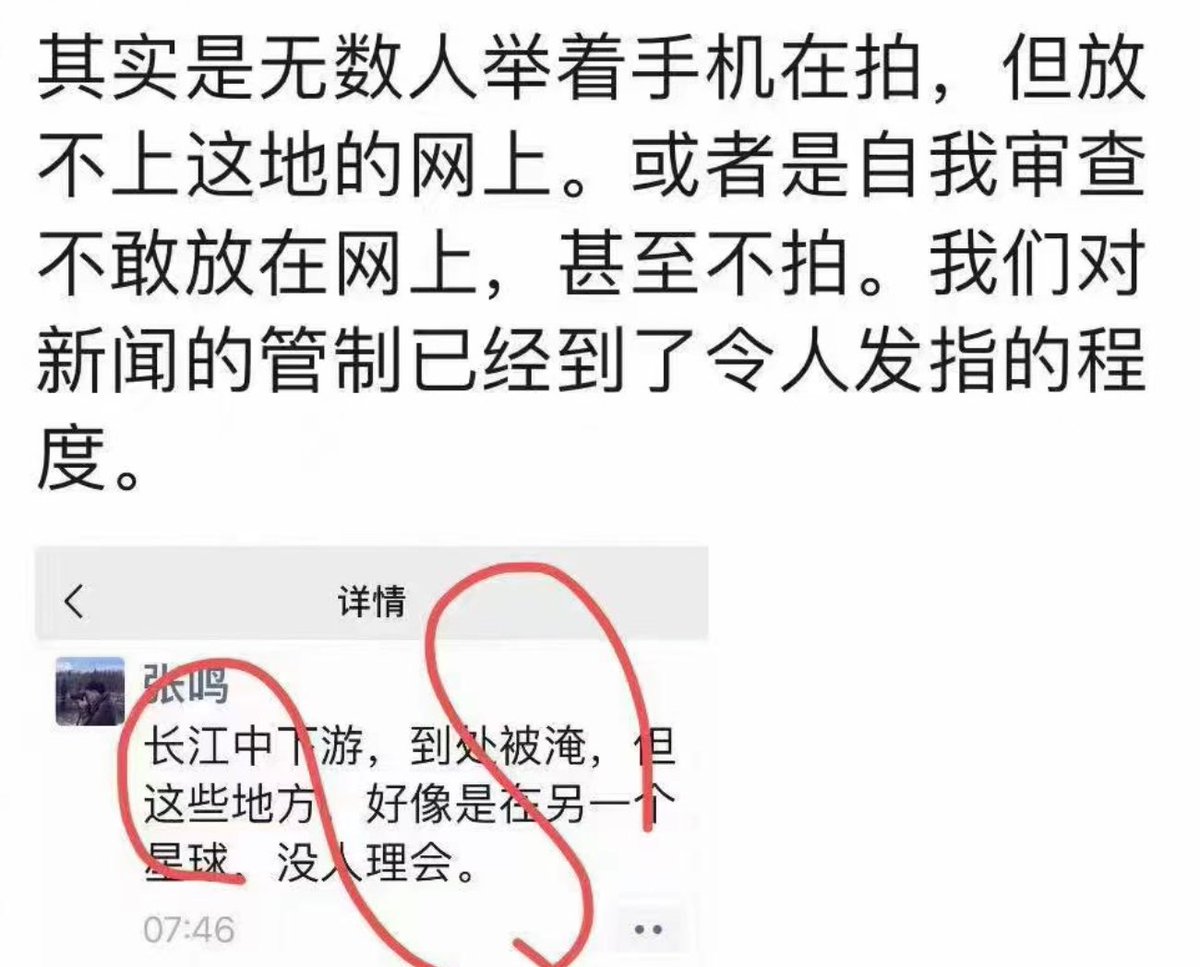 其实是无数人举着手机在拍，但放
不上这地的网上。或者是自我审查
不敢放在网上，甚至不拍。我们对
新闻的管制已经到了令人发指的程
度。
详情
张鸣
长江中下游，到处被淹，但
这些地方，好像是在另一个
星球，没人理会。
07:46